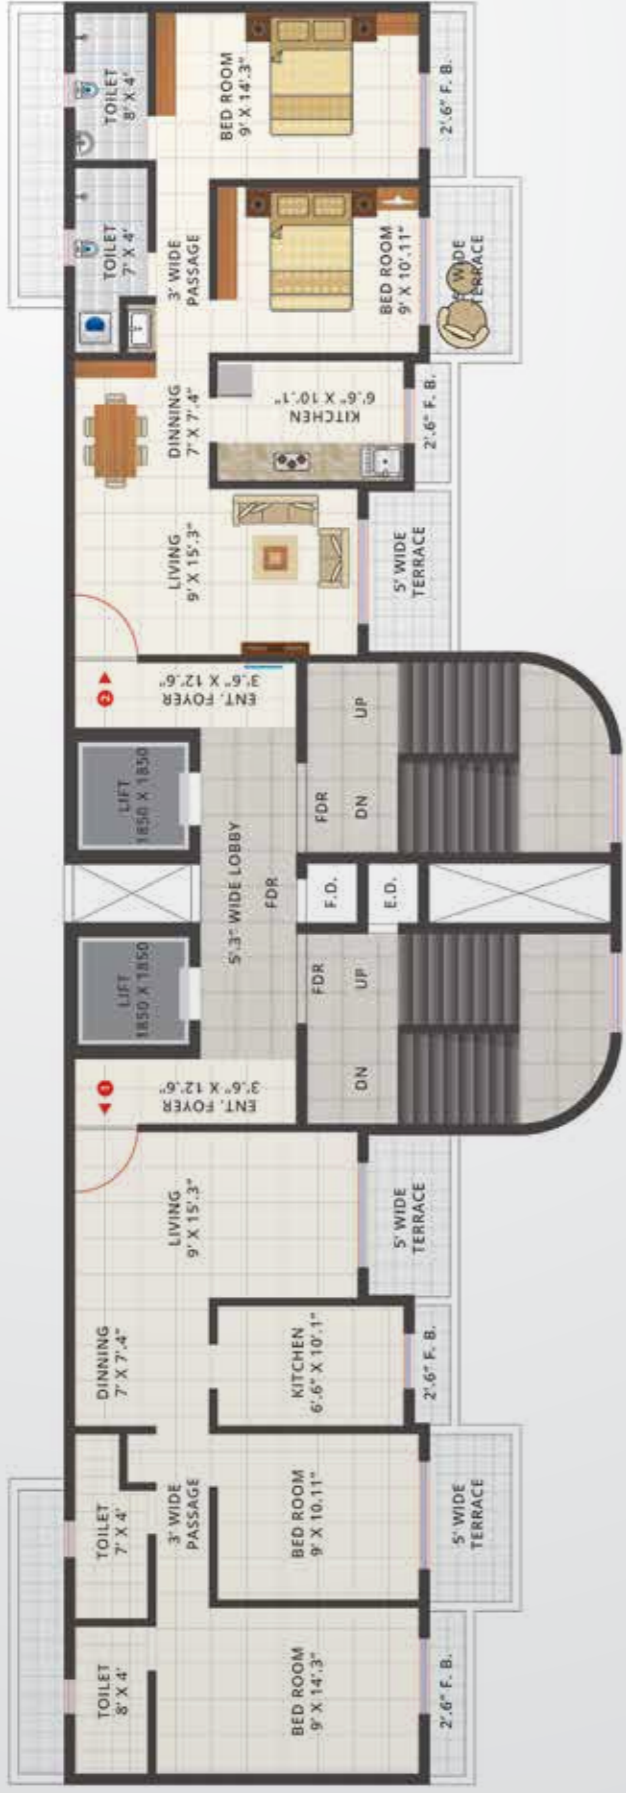 TOILET
8' X 4'
BED ROOM
9' X 14'.3"
2'.6" F. B.
TOILET
7' X 4'
3' WIDE
PASSAGE
BED ROOM
9' X 10'.11"
WIDE
TERRACE
DINNING
7' X 7'.4"
KITCHEN
6'.6" X 10'.1"
2'.6" F. B.
LIVING
9' X 15'.3"
5' WIDE
TERRACE
2
ENT. FOYER
3'.6" X 12'.6"
LIFT
1850 X 1850
5'.3" WIDE LOBBY
FDR
FDR
UP
DN
F.D.
E.D.
LIFT
1850 X 1850
FDR
UP
DN
1
ENT. FOYER
3'.6" X 12'.6"
LIVING
9' X 15'.3"
5' WIDE
TERRACE
DINNING
7' X 7'.4"
KITCHEN
6'.6" X 10'.1"
2'.6" F. B.
TOILET
7' X 4'
3' WIDE
PASSAGE
BED ROOM
9' X 10.11"
5' WIDE
TERRACE
TOILET
8' X 4'
BED ROOM
9' X 14'.3"
2'.6" F. B.